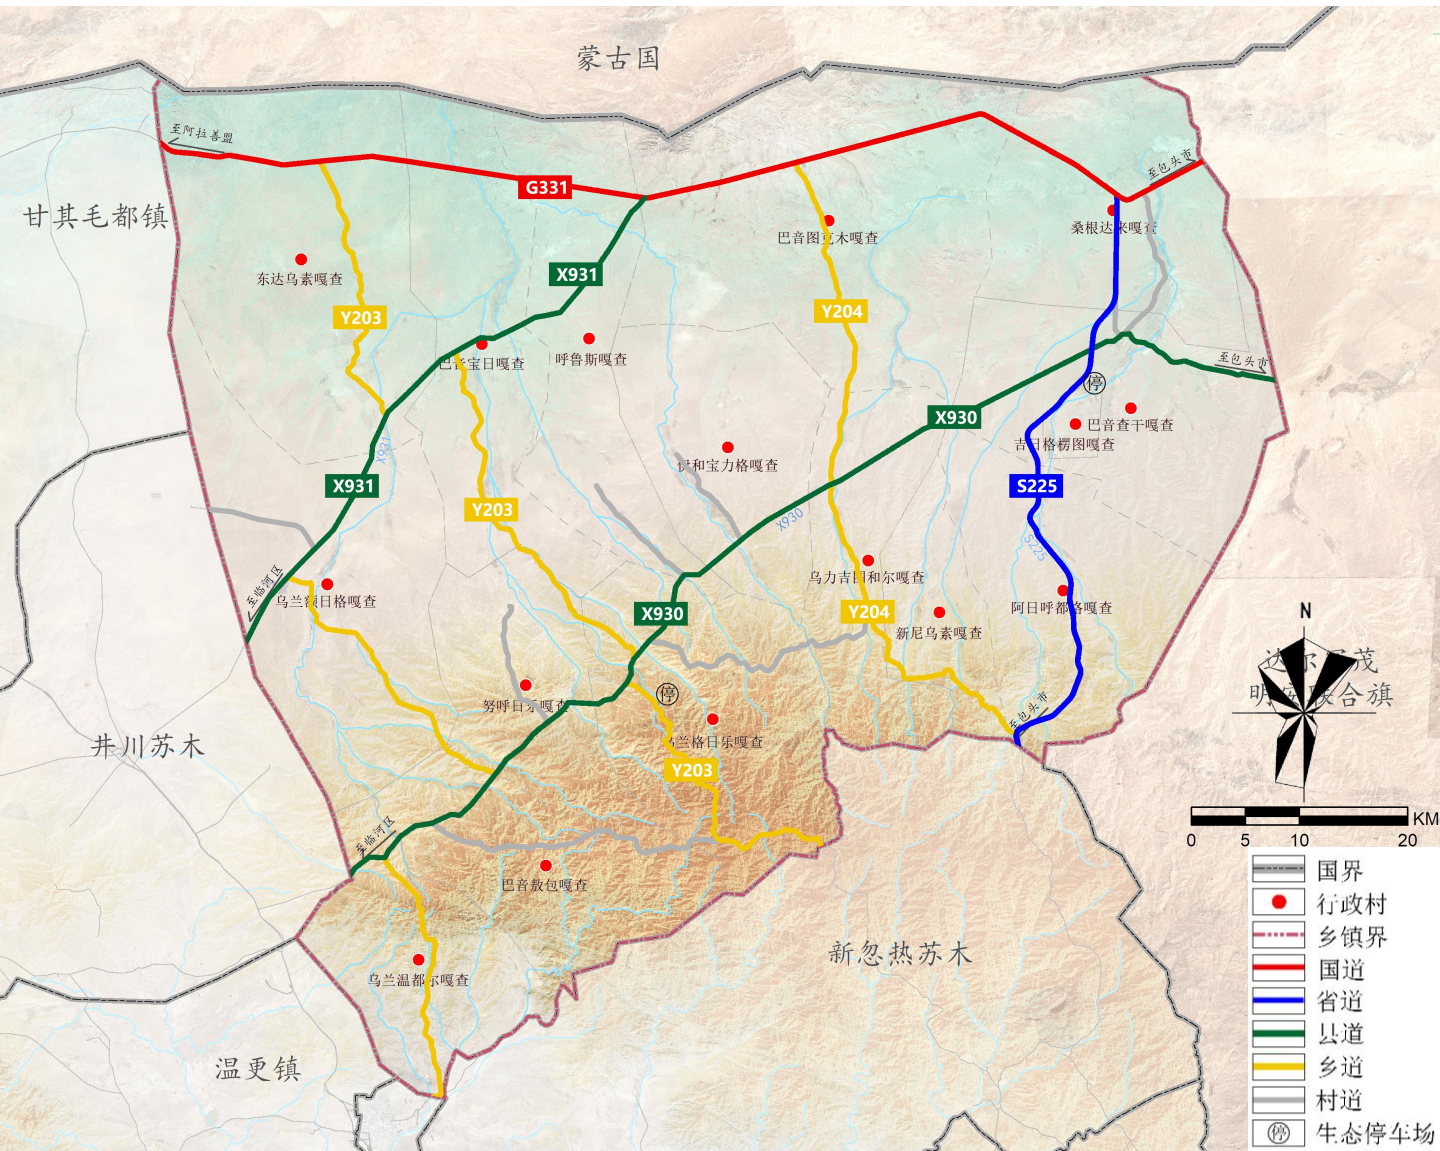 蒙古国
至阿拉善盟
至包头市
G331
甘其毛都镇
桑根达来嘎查
巴音图克木嘎查
东达乌素嘎查
X931
Y203
Y204
巴音宝日嘎查
呼鲁斯嘎查
至包头市
停
X930
巴音查干嘎查
吉日格楞图嘎查
X931
伊和宝力格嘎查
X931
S225
Y203
X930
S225
乌力吉图和尔嘎查
至临河区
乌兰额日格嘎查
阿日呼都格嘎查
X930
Y204
新尼乌素嘎查
N
达尔罕茂
明安联合旗
停
努呼日乐嘎查
至包头市
乌兰格日乐嘎查
井川苏木
Y203
KM
0 5 10 20
至临河区
巴音敖包嘎查
新忽热苏木
乌兰温都尔嘎查
温更镇
国界
行政村
乡镇界
国道
省道
县道
乡道
村道
停 生态停车场